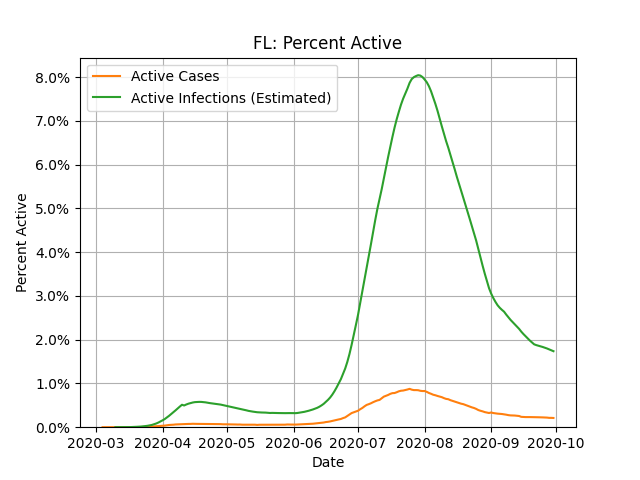 FL: Percent Active
Active Cases
Active Infections (Estimated)
8.0%
7.0%
6.0%
5.0%
4.0%
3.0%
2.0%
1.0%
0.0%
Percent Active
2020-03 2020-04 2020-05 2020-06 2020-07 2020-08 2020-09 2020-10
Date